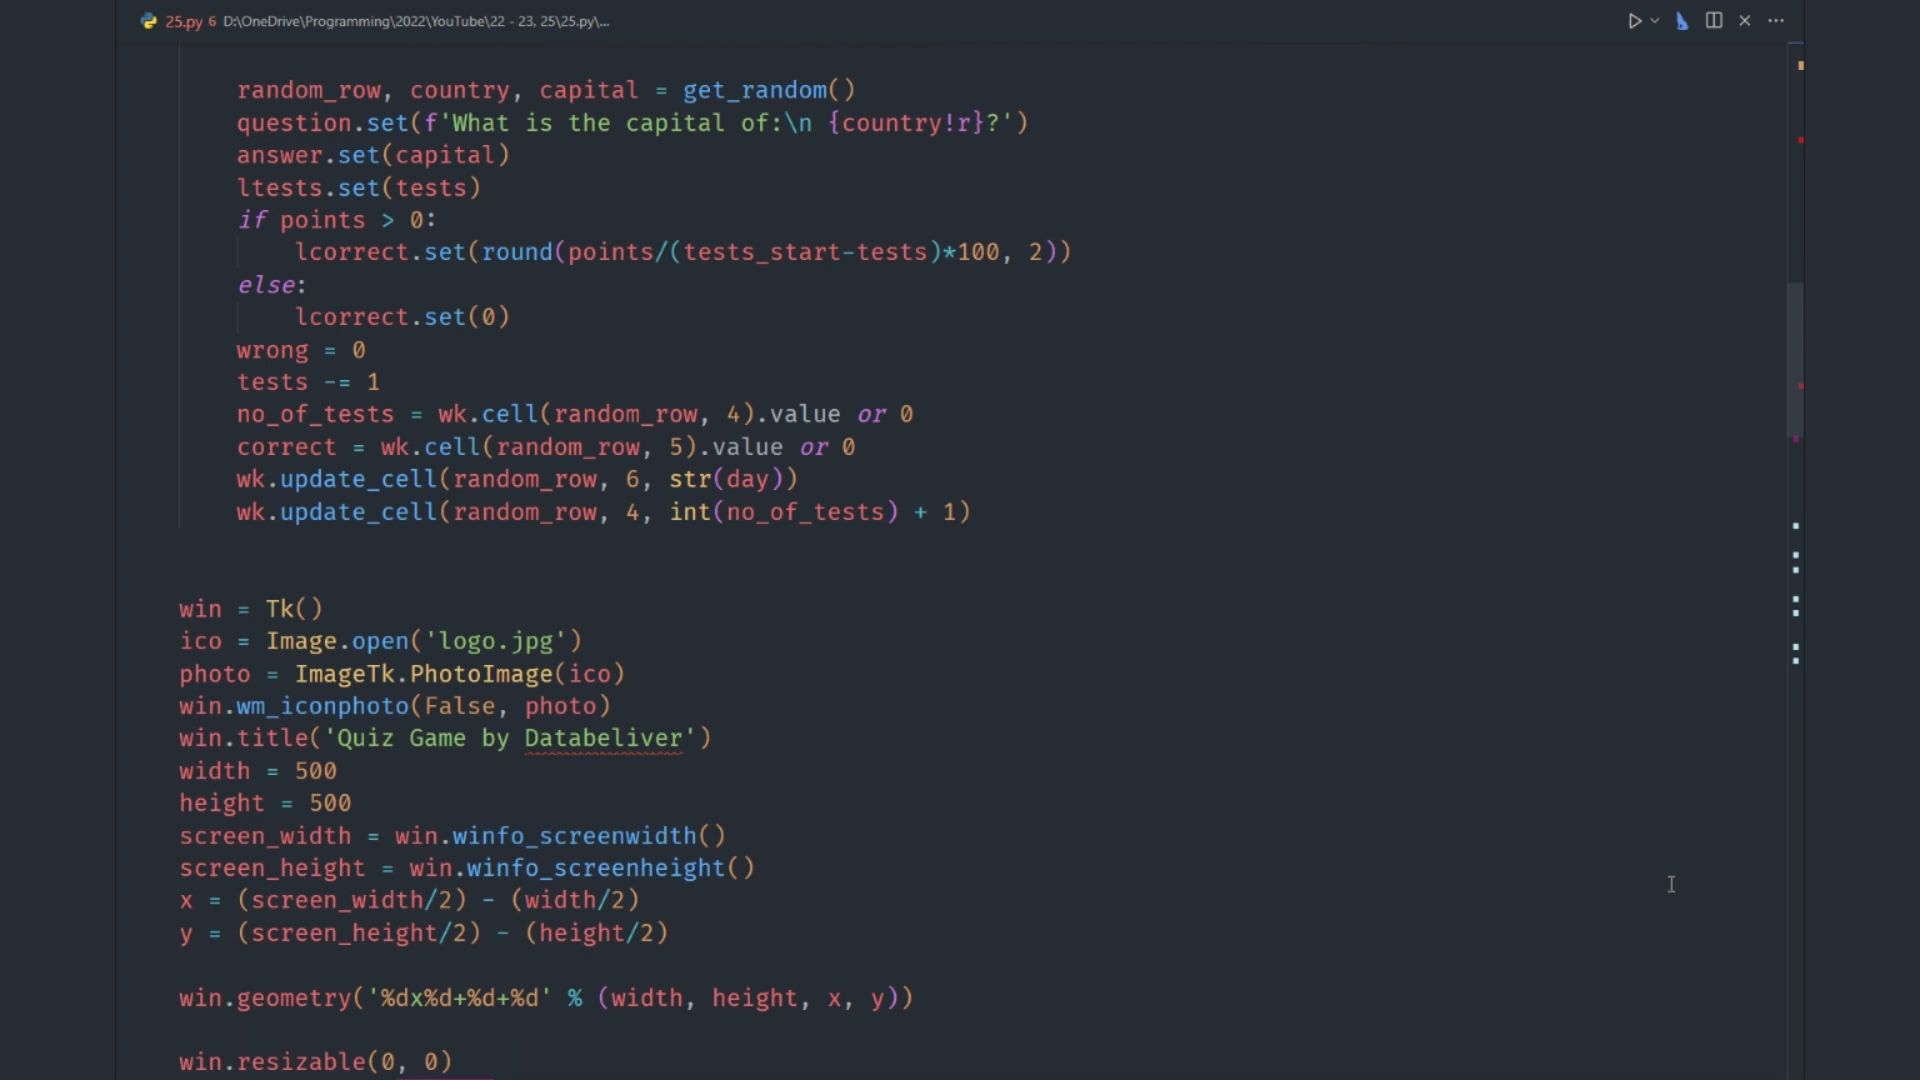 25.py 6 D:\OneDrive\Programming\2022\YouTube\22 - 23, 25\25.py\...
random_row, country, capital = get_random()
question.set(f'What is the capital of:\n {country!r}?')
answer.set(capital)
ltests.set(tests)
if points > 0:
lcorrect.set(round(points/(tests_start-tests)*100, 2))
else:
lcorrect.set(0)
wrong = 0
tests -= 1
no_of_tests = wk.cell(random_row, 4).value or 0
correct = wk.cell(random_row, 5).value or 0
wk.update_cell(random_row, 6, str(day))
wk.update_cell(random_row, 4, int(no_of_tests) + 1)
win = Tk()
ico = Image.open('logo.jpg')
photo = ImageTk.PhotoImage(ico)
win.wm_iconphoto(False, photo)
win.title('Quiz Game by Databeliver')
width = 500
height = 500
screen_width = win.winfo_screenwidth()
screen_height = win.winfo_screenheight()
x = (screen_width/2) - (width/2)
y = (screen_height/2) - (height/2)
win.geometry('%dx%d+%d+%d' % (width, height, x, y))
win.resizable(0, 0)